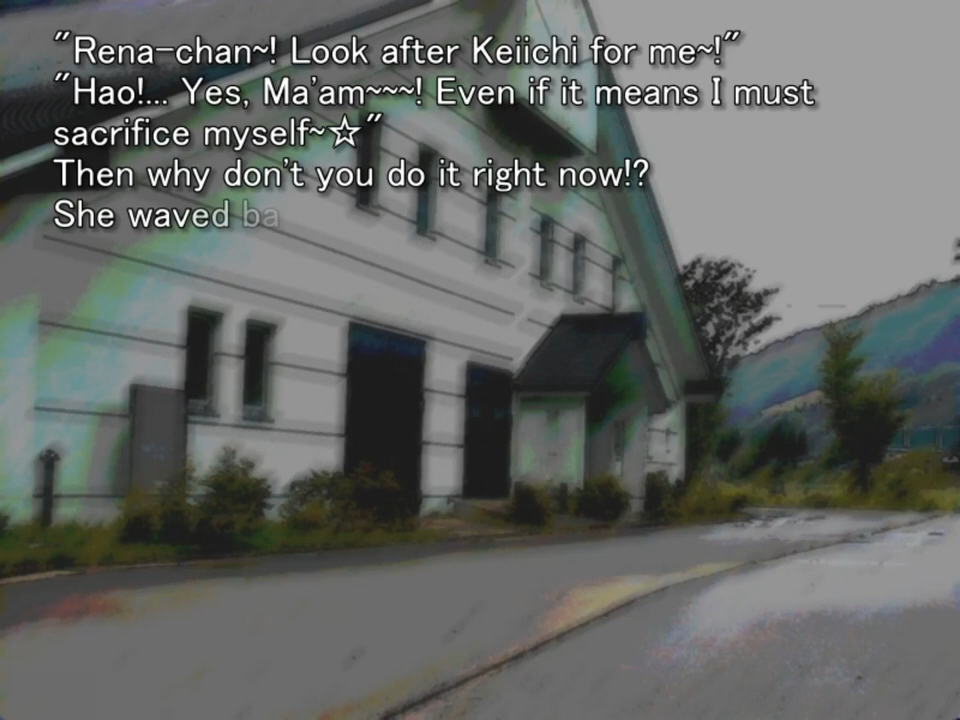 "Rena-chan~! Look after Keiichi for me~!"
"Hao!... Yes, Ma'am~~~! Even if it means I must
sacrifice myself~☆"
Then why don't you do it right now!?
She waved ba